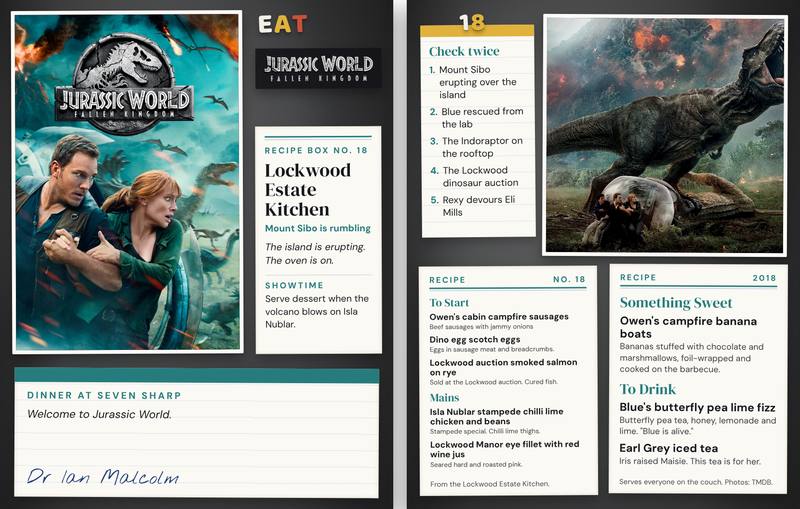 JURASSIC WORLD
FALLEN KINGDOM
EAT
JURASSIC WORLD
FALLEN KINGDOM
RECIPE BOX NO. 18
Lockwood
Estate
Kitchen
Mount Sibo is rumbling
The island is erupting.
The oven is on.
SHOWTIME
Serve dessert when the
volcano blows on Isla
Nublar.
DINNER AT SEVEN SHARP
Welcome to Jurassic World.
Dr Ian Malcolm
18
Check twice
1. Mount Sibo
erupting over the
island
2. Blue rescued from
the lab
3. The Indoraptor on
the rooftop
4. The Lockwood
dinosaur auction
5. Rexy devours Eli
Mills
RECIPE NO. 18
To Start
Owen's cabin campfire sausages
Beef sausages with jammy onions
Dino egg scotch eggs
Eggs in sausage meat and breadcrumbs.
Lockwood auction smoked salmon
on rye
Sold at the Lockwood auction. Cured fish.
Mains
Isla Nublar stampede chilli lime
chicken and beans
Stampede special. Chilli lime thighs.
Lockwood Manor eye fillet with red
wine jus
Seared hard and roasted pink.
From the Lockwood Estate Kitchen.
RECIPE 2018
Something Sweet
Owen's campfire banana
boats
Bananas stuffed with chocolate and
marshmallows, foil-wrapped and
cooked on the barbecue.
To Drink
Blue's butterfly pea lime fizz
Butterfly pea tea, honey, lemonade and
lime. "Blue is alive."
Earl Grey iced tea
Iris raised Maisie. This tea is for her.
Serves everyone on the couch. Photos: TMDB.